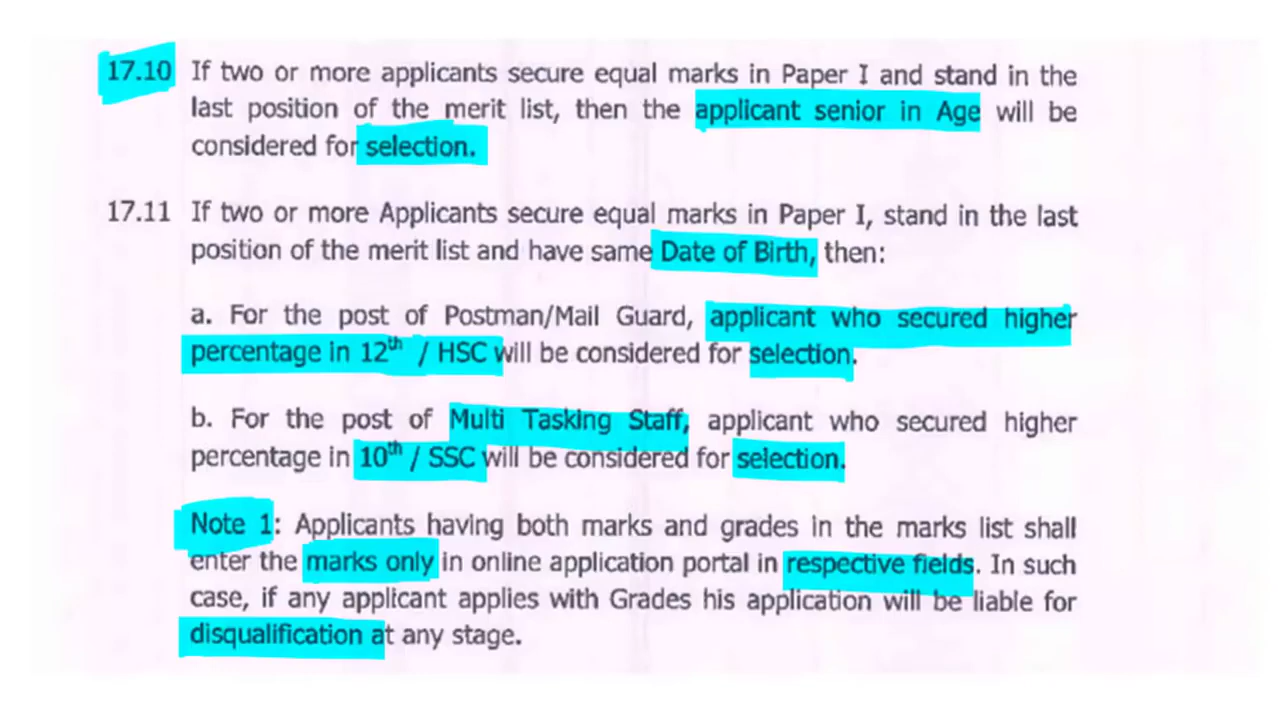 17.10 If two or more applicants secure equal marks in Paper I and stand in the
last position of the merit list, then the applicant senior in Age will be
considered for selection.
17.11 If two or more Applicants secure equal marks in Paper I, stand in the last
position of the merit list and have same Date of Birth, then:
a. For the post of Postman/Mail Guard, applicant who secured higher
percentage in 12th / HSC will be considered for selection.
b. For the post of Multi Tasking Staff, applicant who secured higher
percentage in 10th / SSC will be considered for selection.
Note 1: Applicants having both marks and grades in the marks list shall
enter the marks only in online application portal in respective fields. In such
case, if any applicant applies with Grades his application will be liable for
disqualification at any stage.